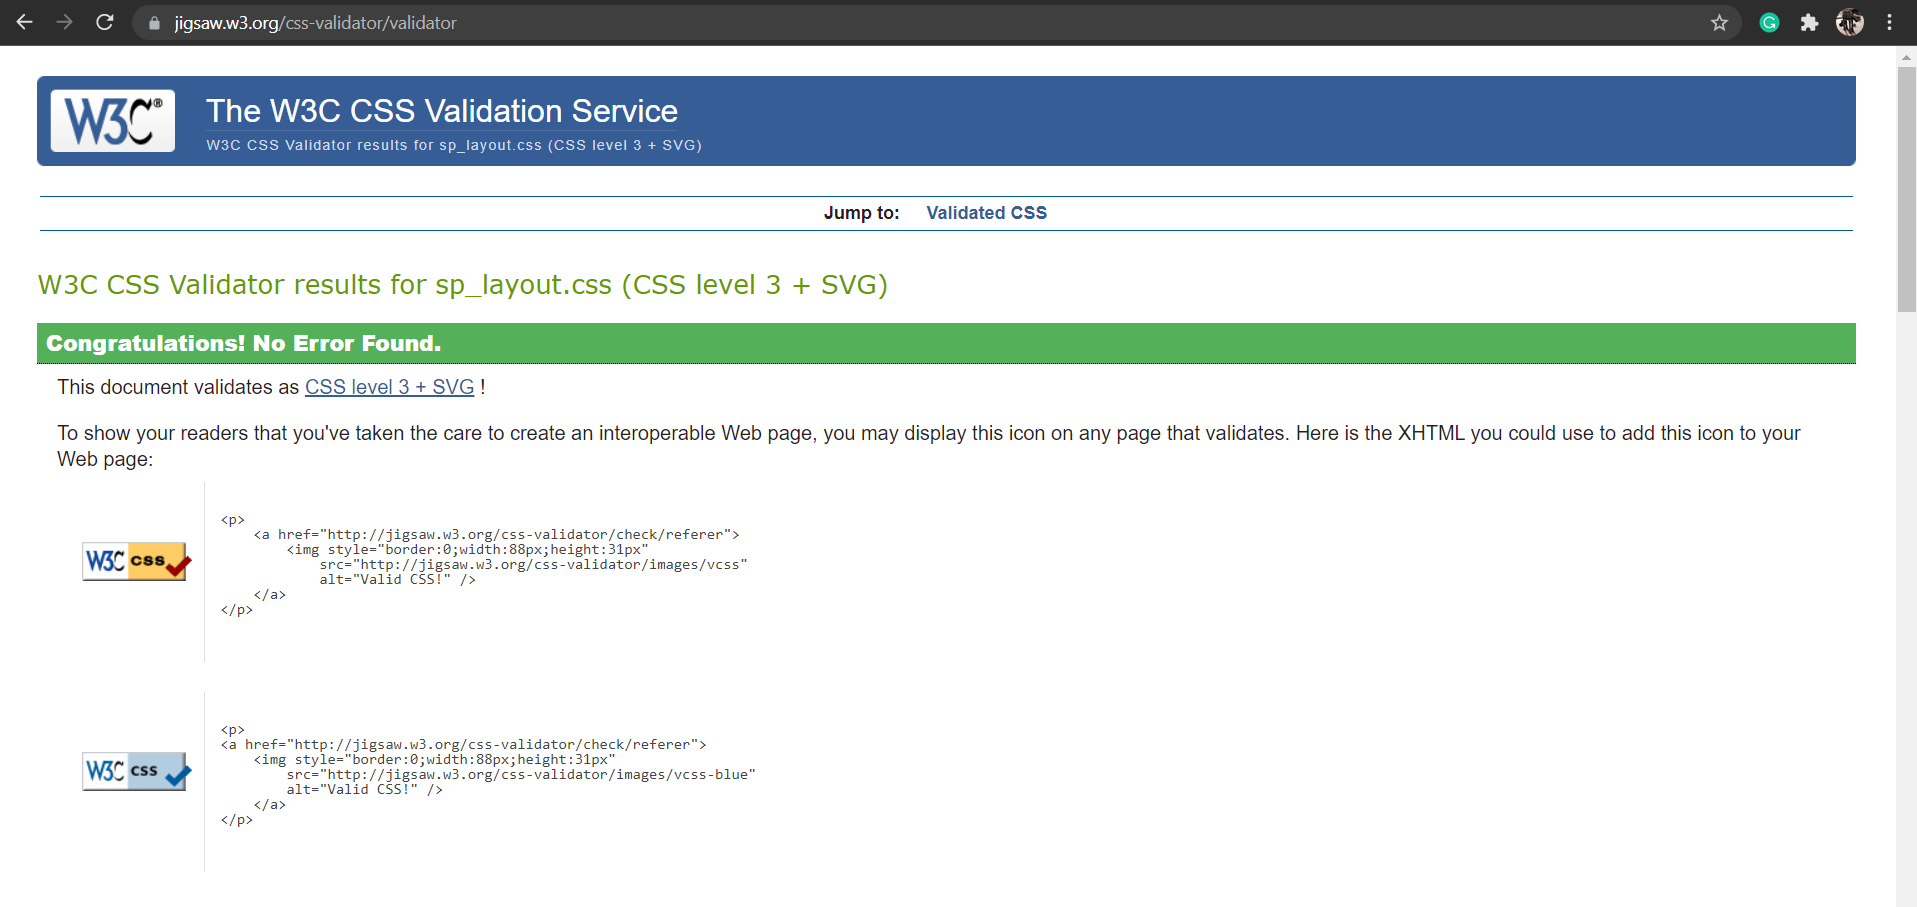 jigsaw.w3.org/css-validator/validator
W3C®
The W3C CSS Validation Service
W3C CSS Validator results for sp_layout.css (CSS level 3 + SVG)
Jump to: Validated CSS
W3C CSS Validator results for sp_layout.css (CSS level 3 + SVG)
Congratulations! No Error Found.
This document validates as CSS level 3 + SVG !
To show your readers that you've taken the care to create an interoperable Web page, you may display this icon on any page that validates. Here is the XHTML you could use to add this icon to your
Web page:
W3C css
<p>
    <a href="http://jigsaw.w3.org/css-validator/check/referer">
        <img style="border:0;width:88px;height:31px"
            src="http://jigsaw.w3.org/css-validator/images/vcss"
            alt="Valid CSS!" />
    </a>
</p>
W3C css
<p>
<a href="http://jigsaw.w3.org/css-validator/check/referer">
    <img style="border:0;width:88px;height:31px"
        src="http://jigsaw.w3.org/css-validator/images/vcss-blue"
        alt="Valid CSS!" />
    </a>
</p>